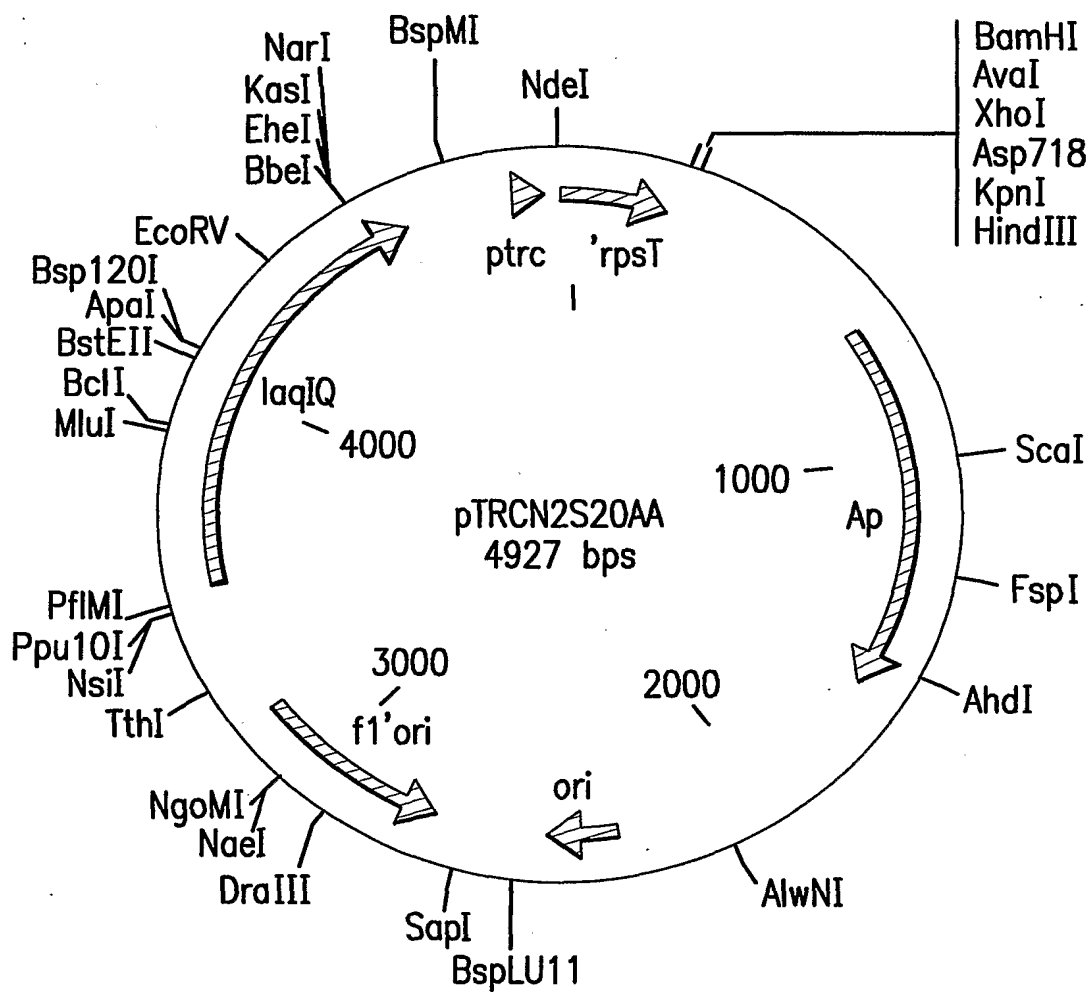 BspMI
NarI
KasI
EheI
BbeI
NdeI
BamHI
AvaI
XhoI
Asp718
KpnI
HindIII
EcoRV
Bsp120I
ApaI
BstEII
BclI
MluI
ptrc
'rpsT
laqIQ
4000
1000
Ap
ScaI
pTRCN2S20AA
4927 bps
FspI
PflMI
Ppu10I
NsiI
TthI
3000
f1'ori
2000
AhdI
ori
NgoMI
NaeI
DraIII
AlwNI
SapI
BspLU11